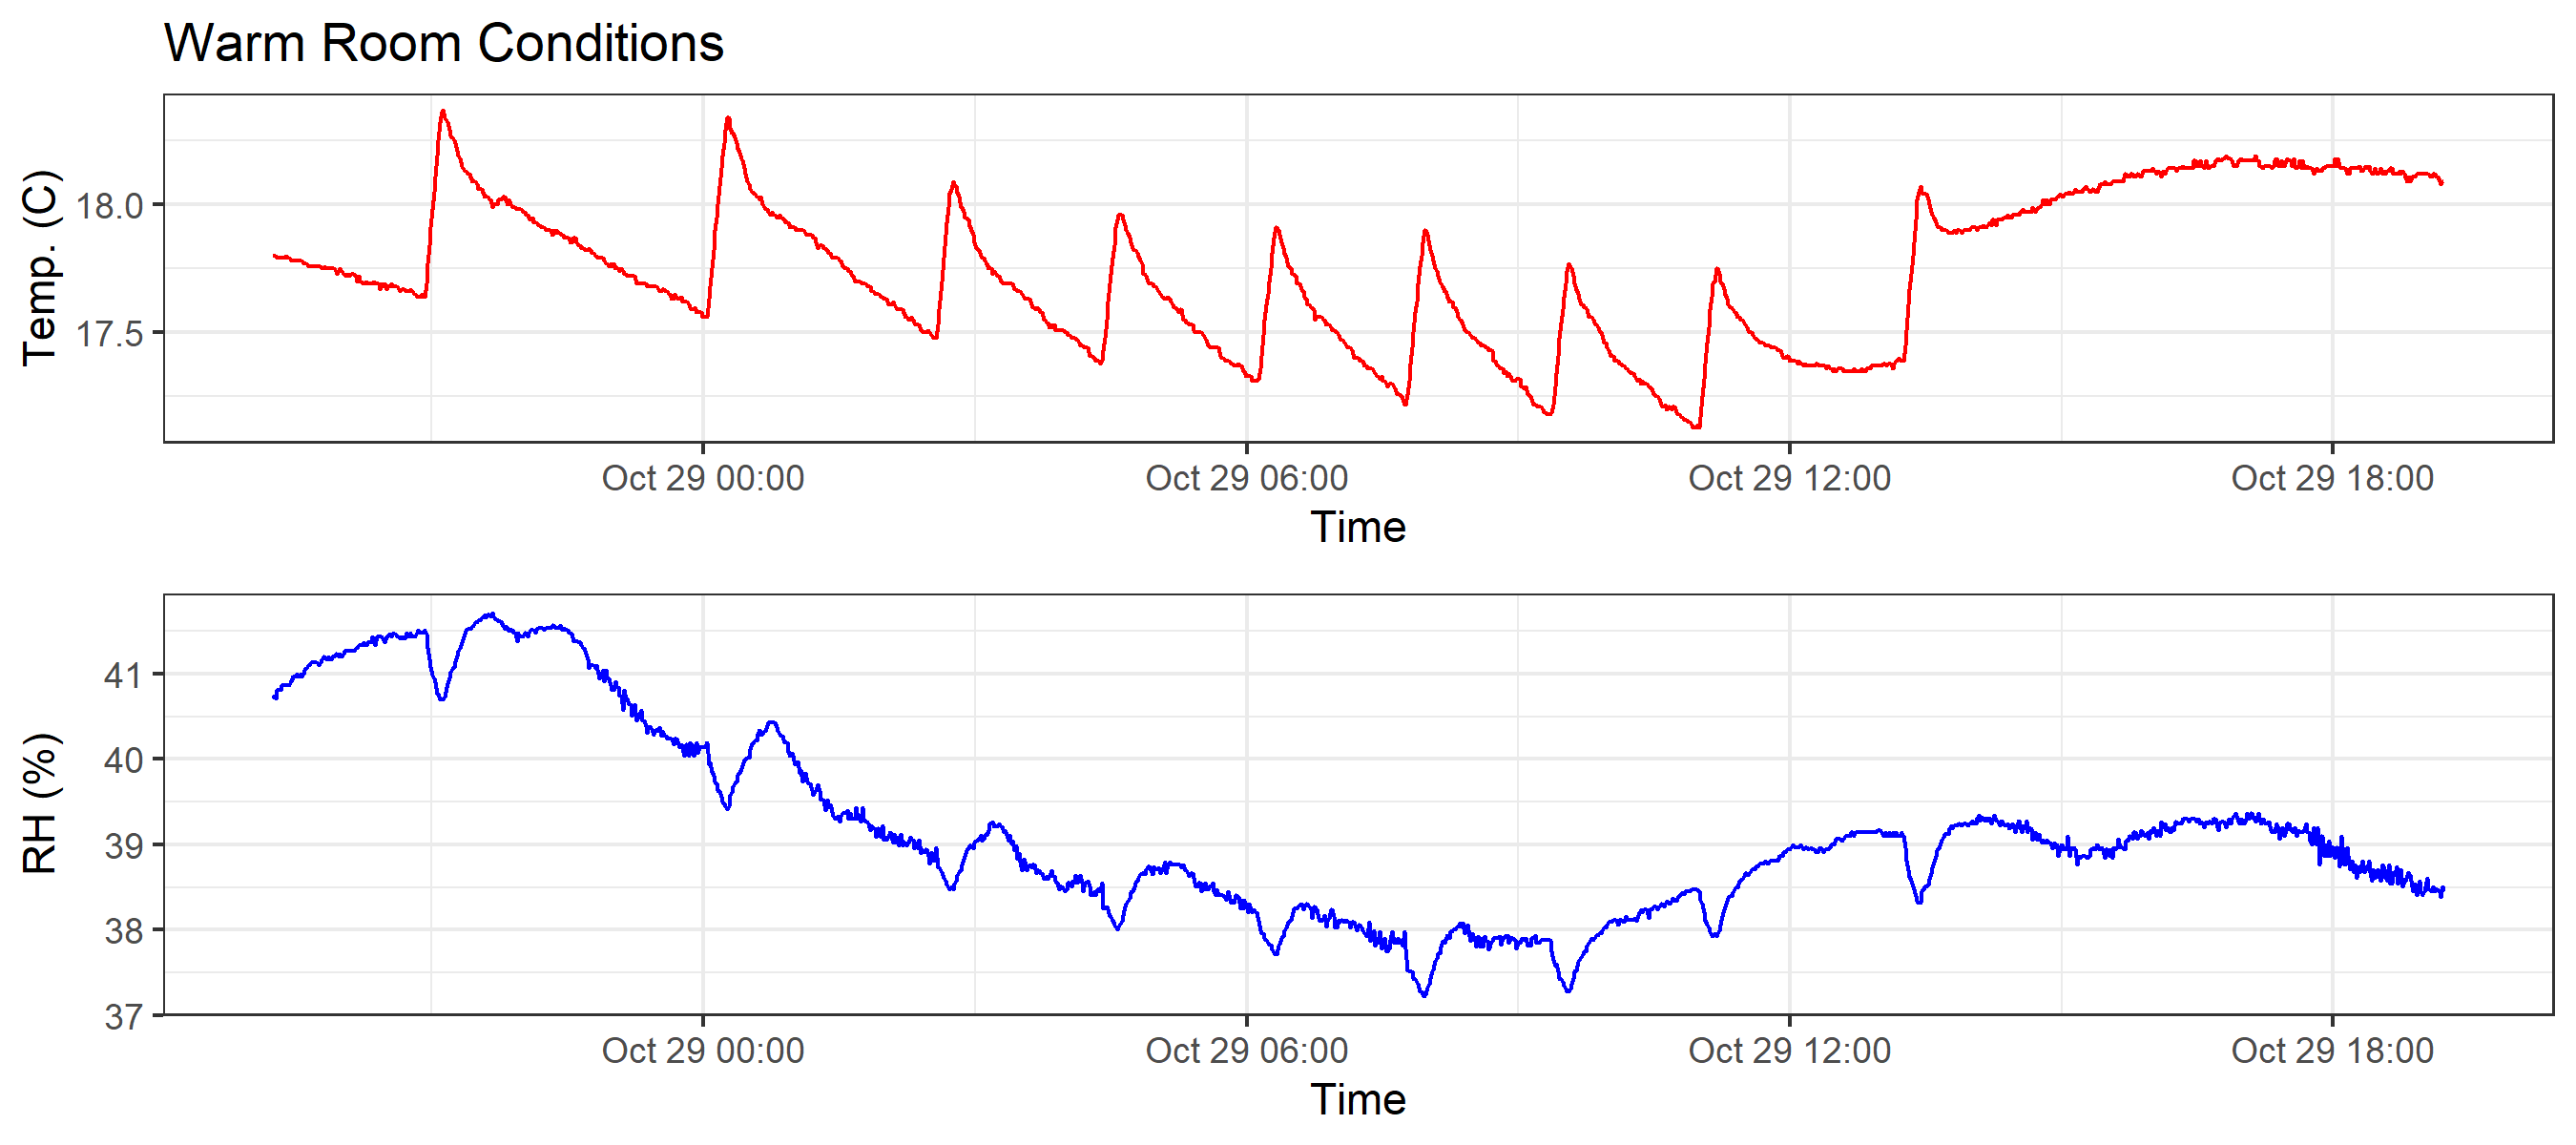 Warm Room Conditions
Temp. (C)
18.0
17.5
Oct 29 00:00 Oct 29 06:00 Oct 29 12:00 Oct 29 18:00
Time
RH (%)
41
40
39
38
37
Oct 29 00:00 Oct 29 06:00 Oct 29 12:00 Oct 29 18:00
Time